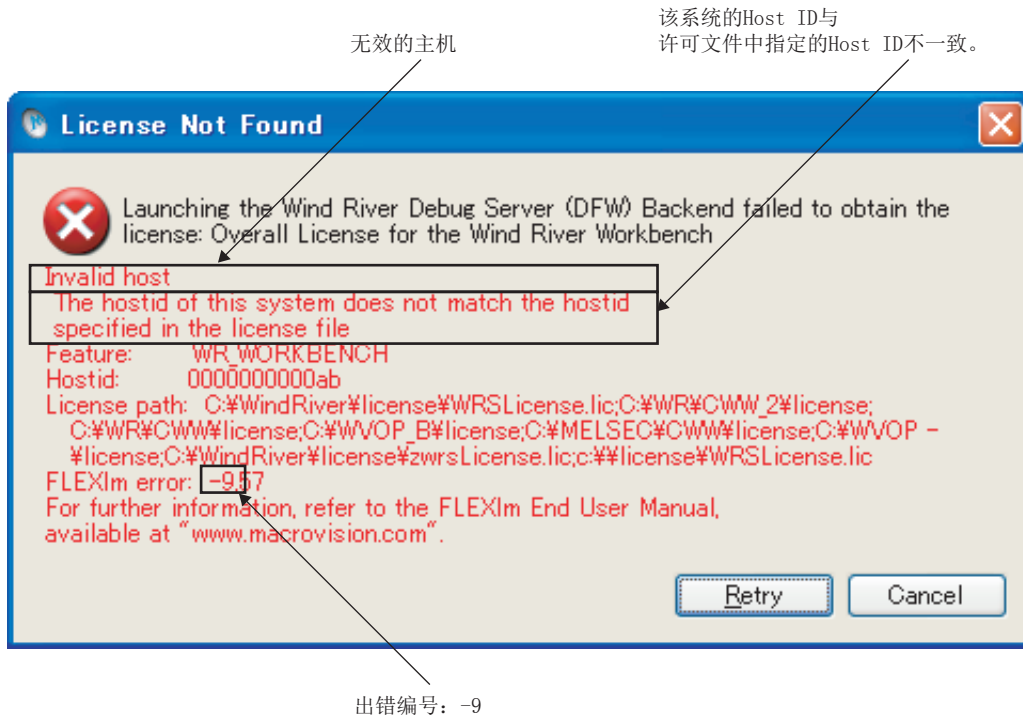 该系统的Host ID与
无效的主机
许可文件中指定的Host ID不一致。
License Not Found
Launching the Wind River Debug Server (DFW) Backend failed to obtain the
license: Overall License for the Wind River Workbench
Invalid host
The hostid of this system does not match the hostid
specified in the license file
Feature: WR_WORKBENCH
Hostid: 0000000000ab
License path: C:¥WindRiver¥license¥WRSLicense.lic;C:¥WR¥CWW_2¥license;
C:¥WR¥CWW¥license;C:¥WVOP_B¥license;C:¥MELSEC¥CWW¥license;C:¥WVOP -
¥license;C:¥WindRiver¥license¥zwrsLicense.lic;c:¥¥license¥WRSLicense.lic
FLEXlm error: -9,57
For further information, refer to the FLEXlm End User Manual,
available at "www.macrovision.com".
Retry
Cancel
出错编号：-9